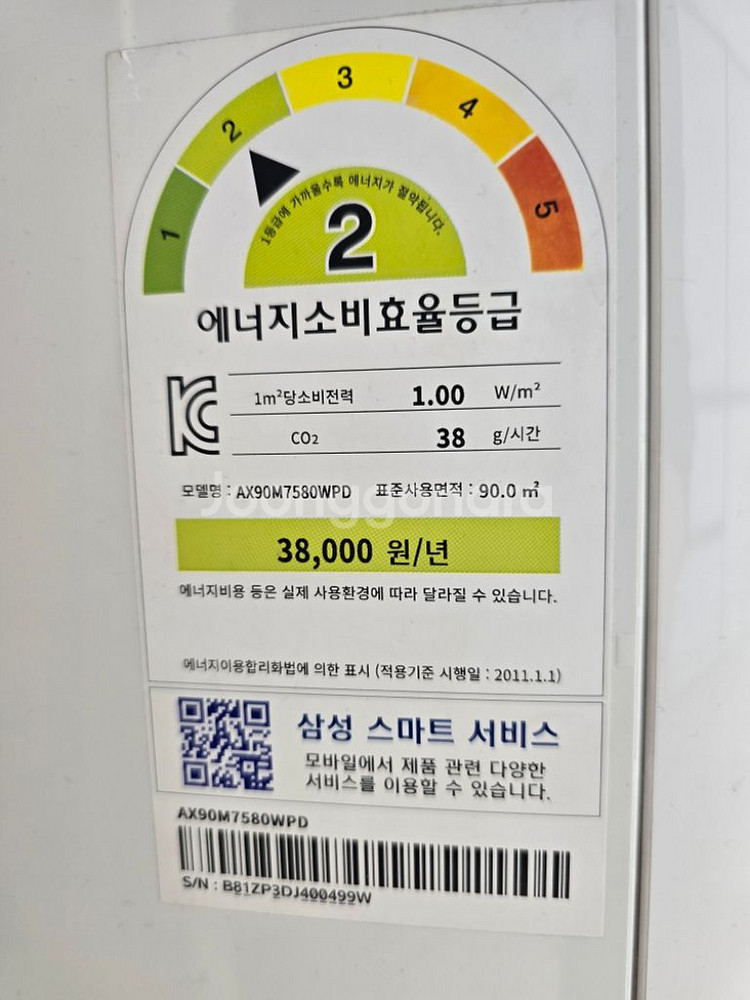 1
2
3
4
5
1등급에 가까울수록 에너지가 절약됩니다.
2
에너지소비효율등급
1m²당소비전력 1.00 W/m²
CO₂ 38 g/시간
모델명 : AX90M7580WPD 표준사용면적 : 90.0 ㎡
Joonggonara
38,000 원/년
에너지비용 등은 실제 사용환경에 따라 달라질 수 있습니다.
에너지이용합리화법에 의한 표시 (적용기준 시행일 : 2011.1.1)
삼성 스마트 서비스
모바일에서 제품 관련 다양한
서비스를 이용할 수 있습니다.
AX90M7580WPD
S/N : B81ZP3DJ400499W